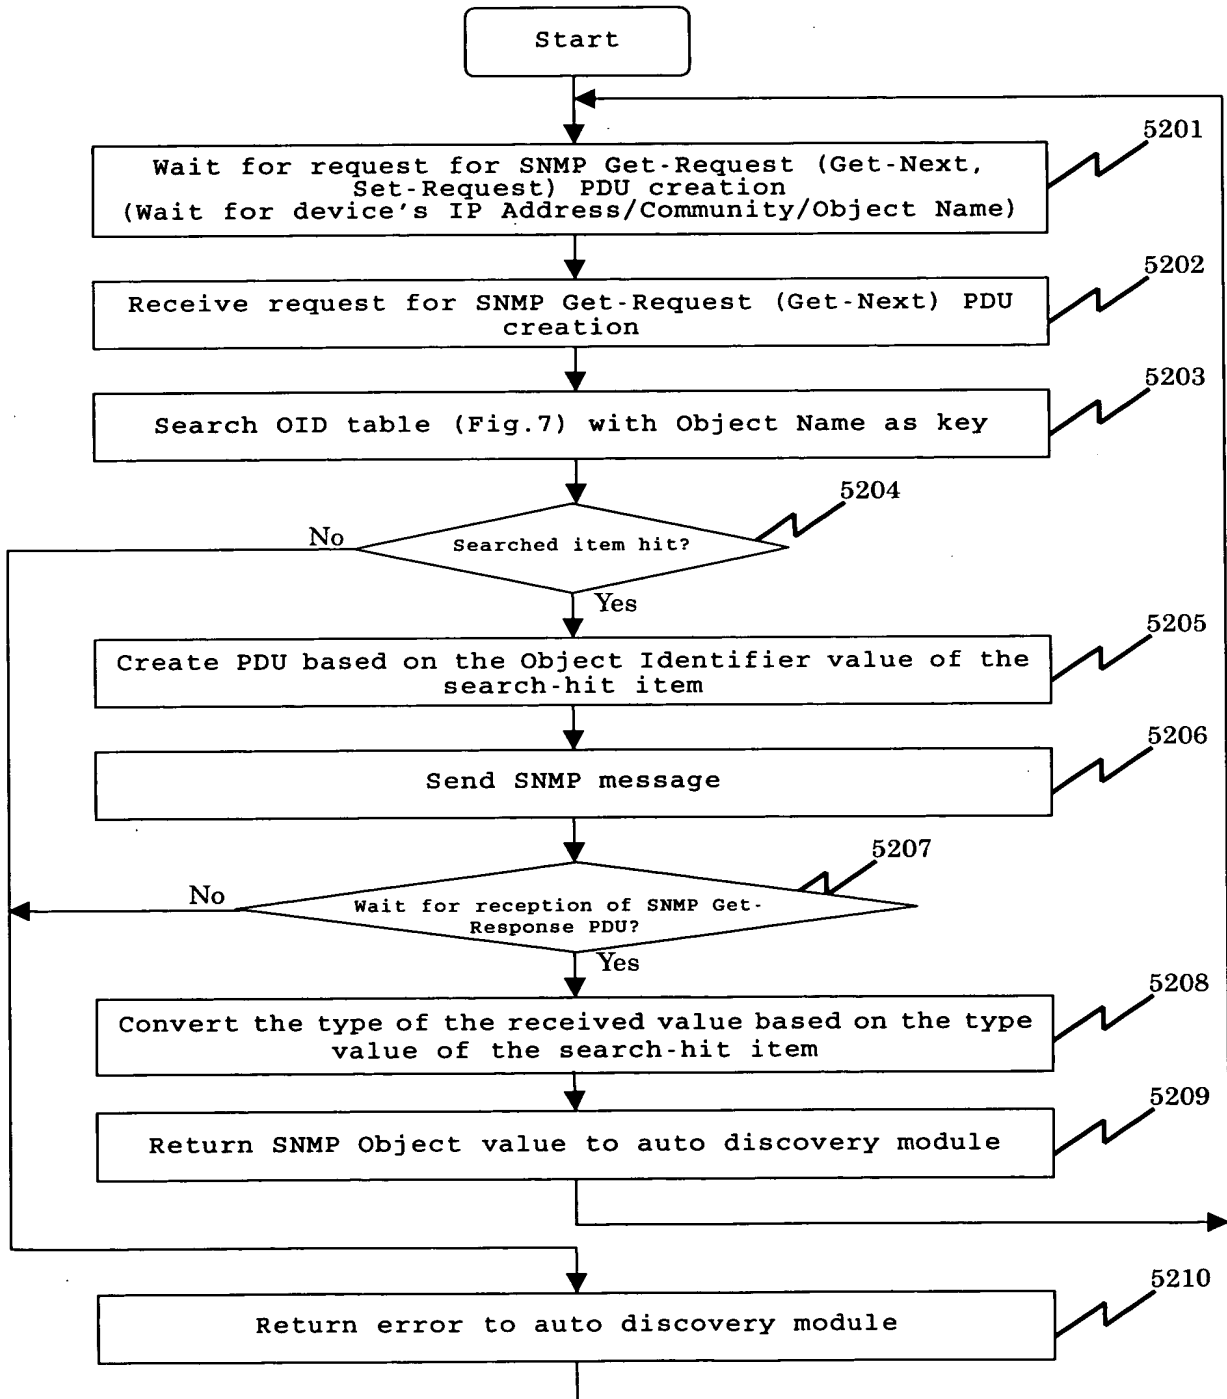 Start
5201
Wait for request for SNMP Get-Request (Get-Next,
Set-Request) PDU creation
(Wait for device's IP Address/Community/Object Name)
5202
Receive request for SNMP Get-Request (Get-Next) PDU
creation
5203
Search OID table (Fig.7) with Object Name as key
5204
No
Searched item hit?
Yes
5205
Create PDU based on the Object Identifier value of the
search-hit item
5206
Send SNMP message
5207
No
Wait for reception of SNMP Get-
Response PDU?
Yes
5208
Convert the type of the received value based on the type
value of the search-hit item
5209
Return SNMP Object value to auto discovery module
5210
Return error to auto discovery module